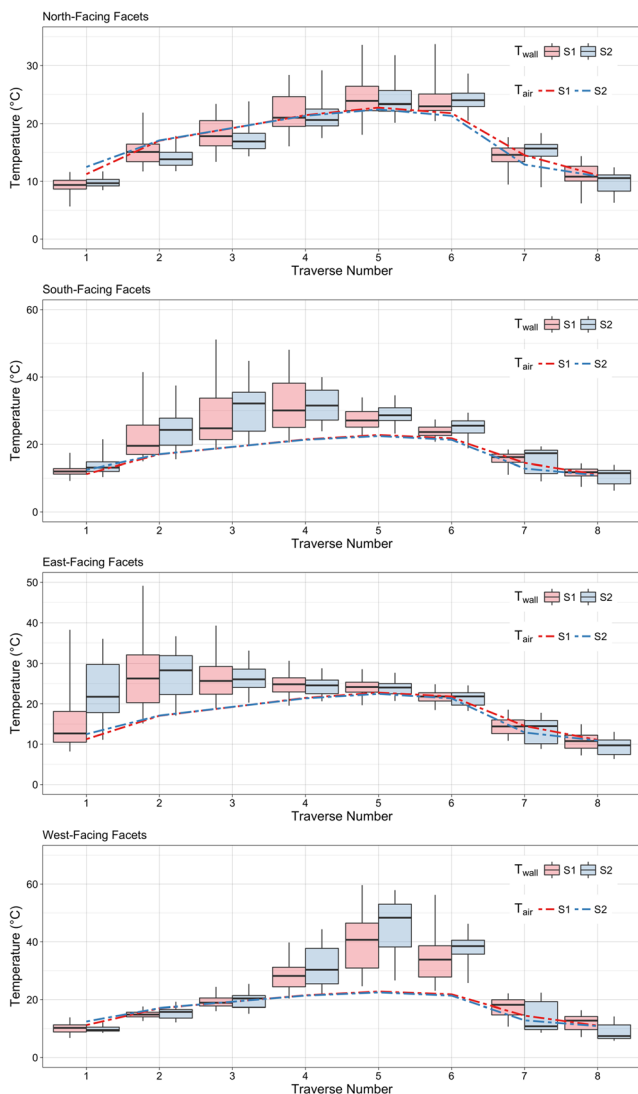 North-Facing Facets
Twall S1 S2
Tair S1 S2
30
20
10
0
Temperature (°C)
1 2 3 4 5 6 7 8
Traverse Number
South-Facing Facets
Twall S1 S2
Tair S1 S2
60
40
20
0
Temperature (°C)
1 2 3 4 5 6 7 8
Traverse Number
East-Facing Facets
Twall S1 S2
Tair S1 S2
50
40
30
20
10
0
Temperature (°C)
1 2 3 4 5 6 7 8
Traverse Number
West-Facing Facets
Twall S1 S2
Tair S1 S2
60
40
20
0
Temperature (°C)
1 2 3 4 5 6 7 8
Traverse Number